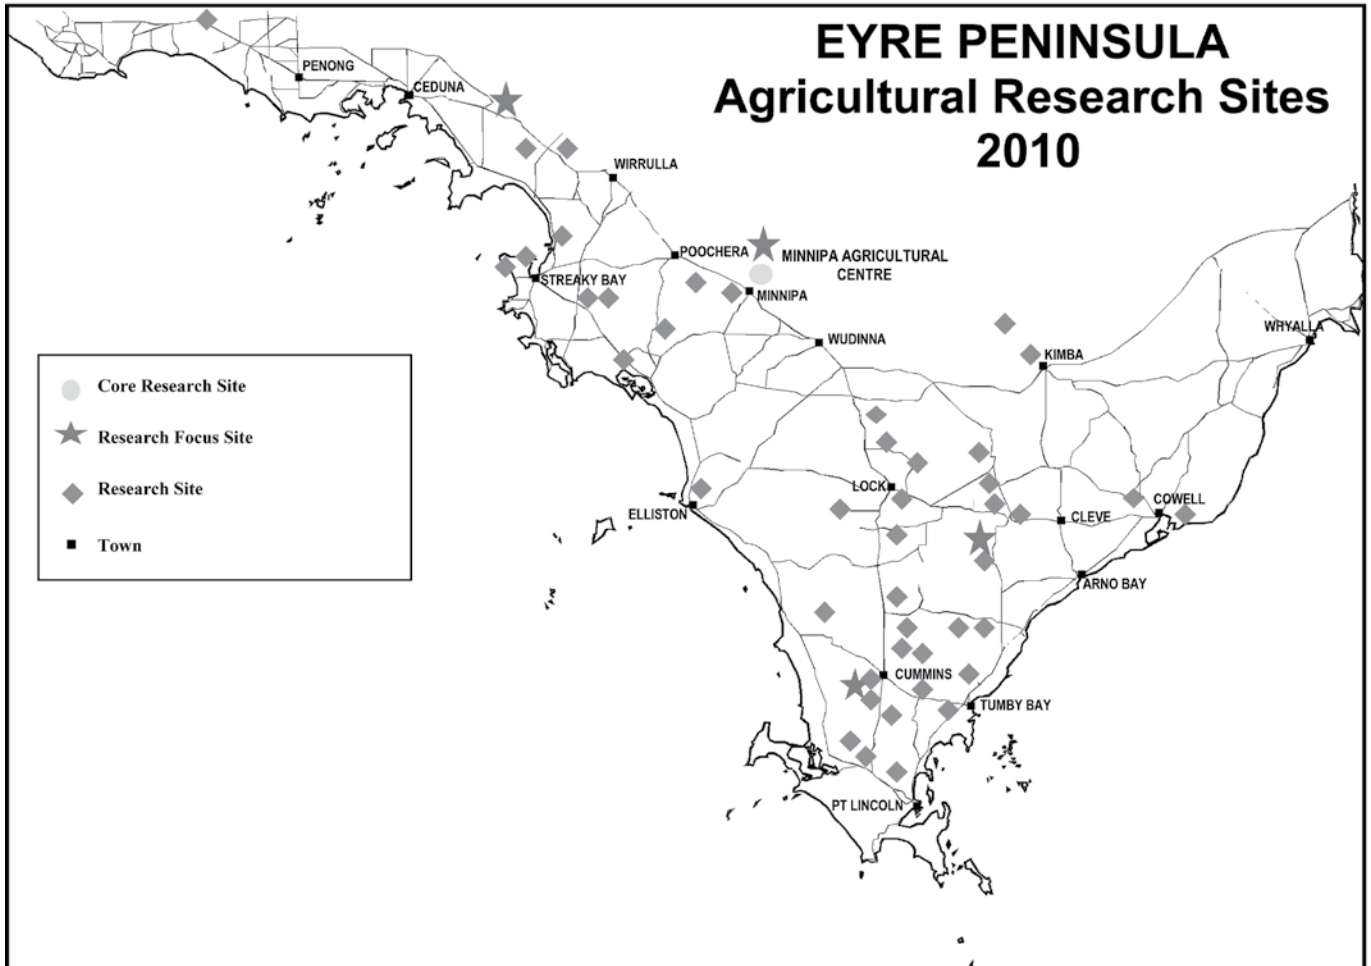 EYRE PENINSULA
Agricultural Research Sites
2010
PENONG
CEDUNA
WIRRULLA
POOCHERA
MINNIPA AGRICULTURAL
CENTRE
STREAKY BAY
MINNIPA
WUDINNA
WHYALLA
KIMBA
Core Research Site
Research Focus Site
Research Site
Town
LOCK
COWELL
ELLISTON
CLEVE
ARNO BAY
CUMMINS
TUMBY BAY
PT LINCOLN